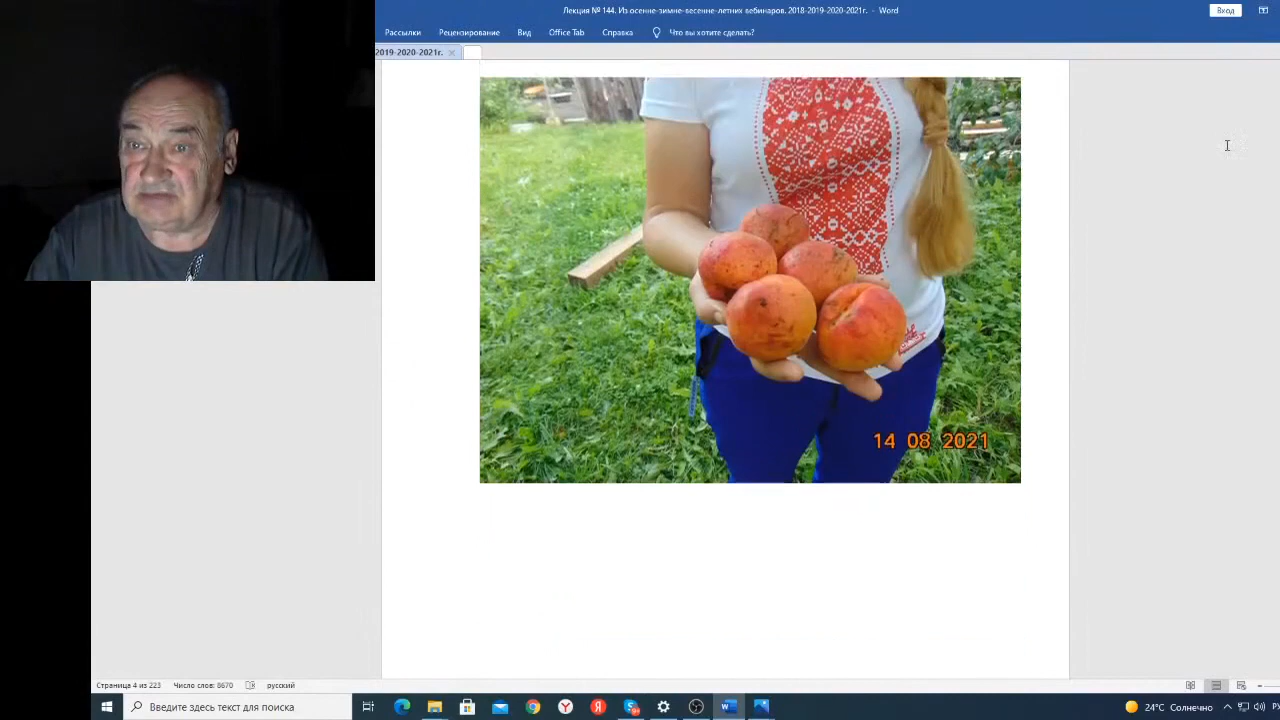 Лекция № 144. Из осенне-зимне-весенне-летних вебинаров. 2018-2019-2020-2021г. - Word
Вход
Рассылки Рецензирование Вид Office Tab Справка Что вы хотите сделать?
2019-2020-2021г.
14 08 2021
Страница 4 из 223 Число слов: 8670 русский
Введите здесь текст для поиска
24°C Солнечно